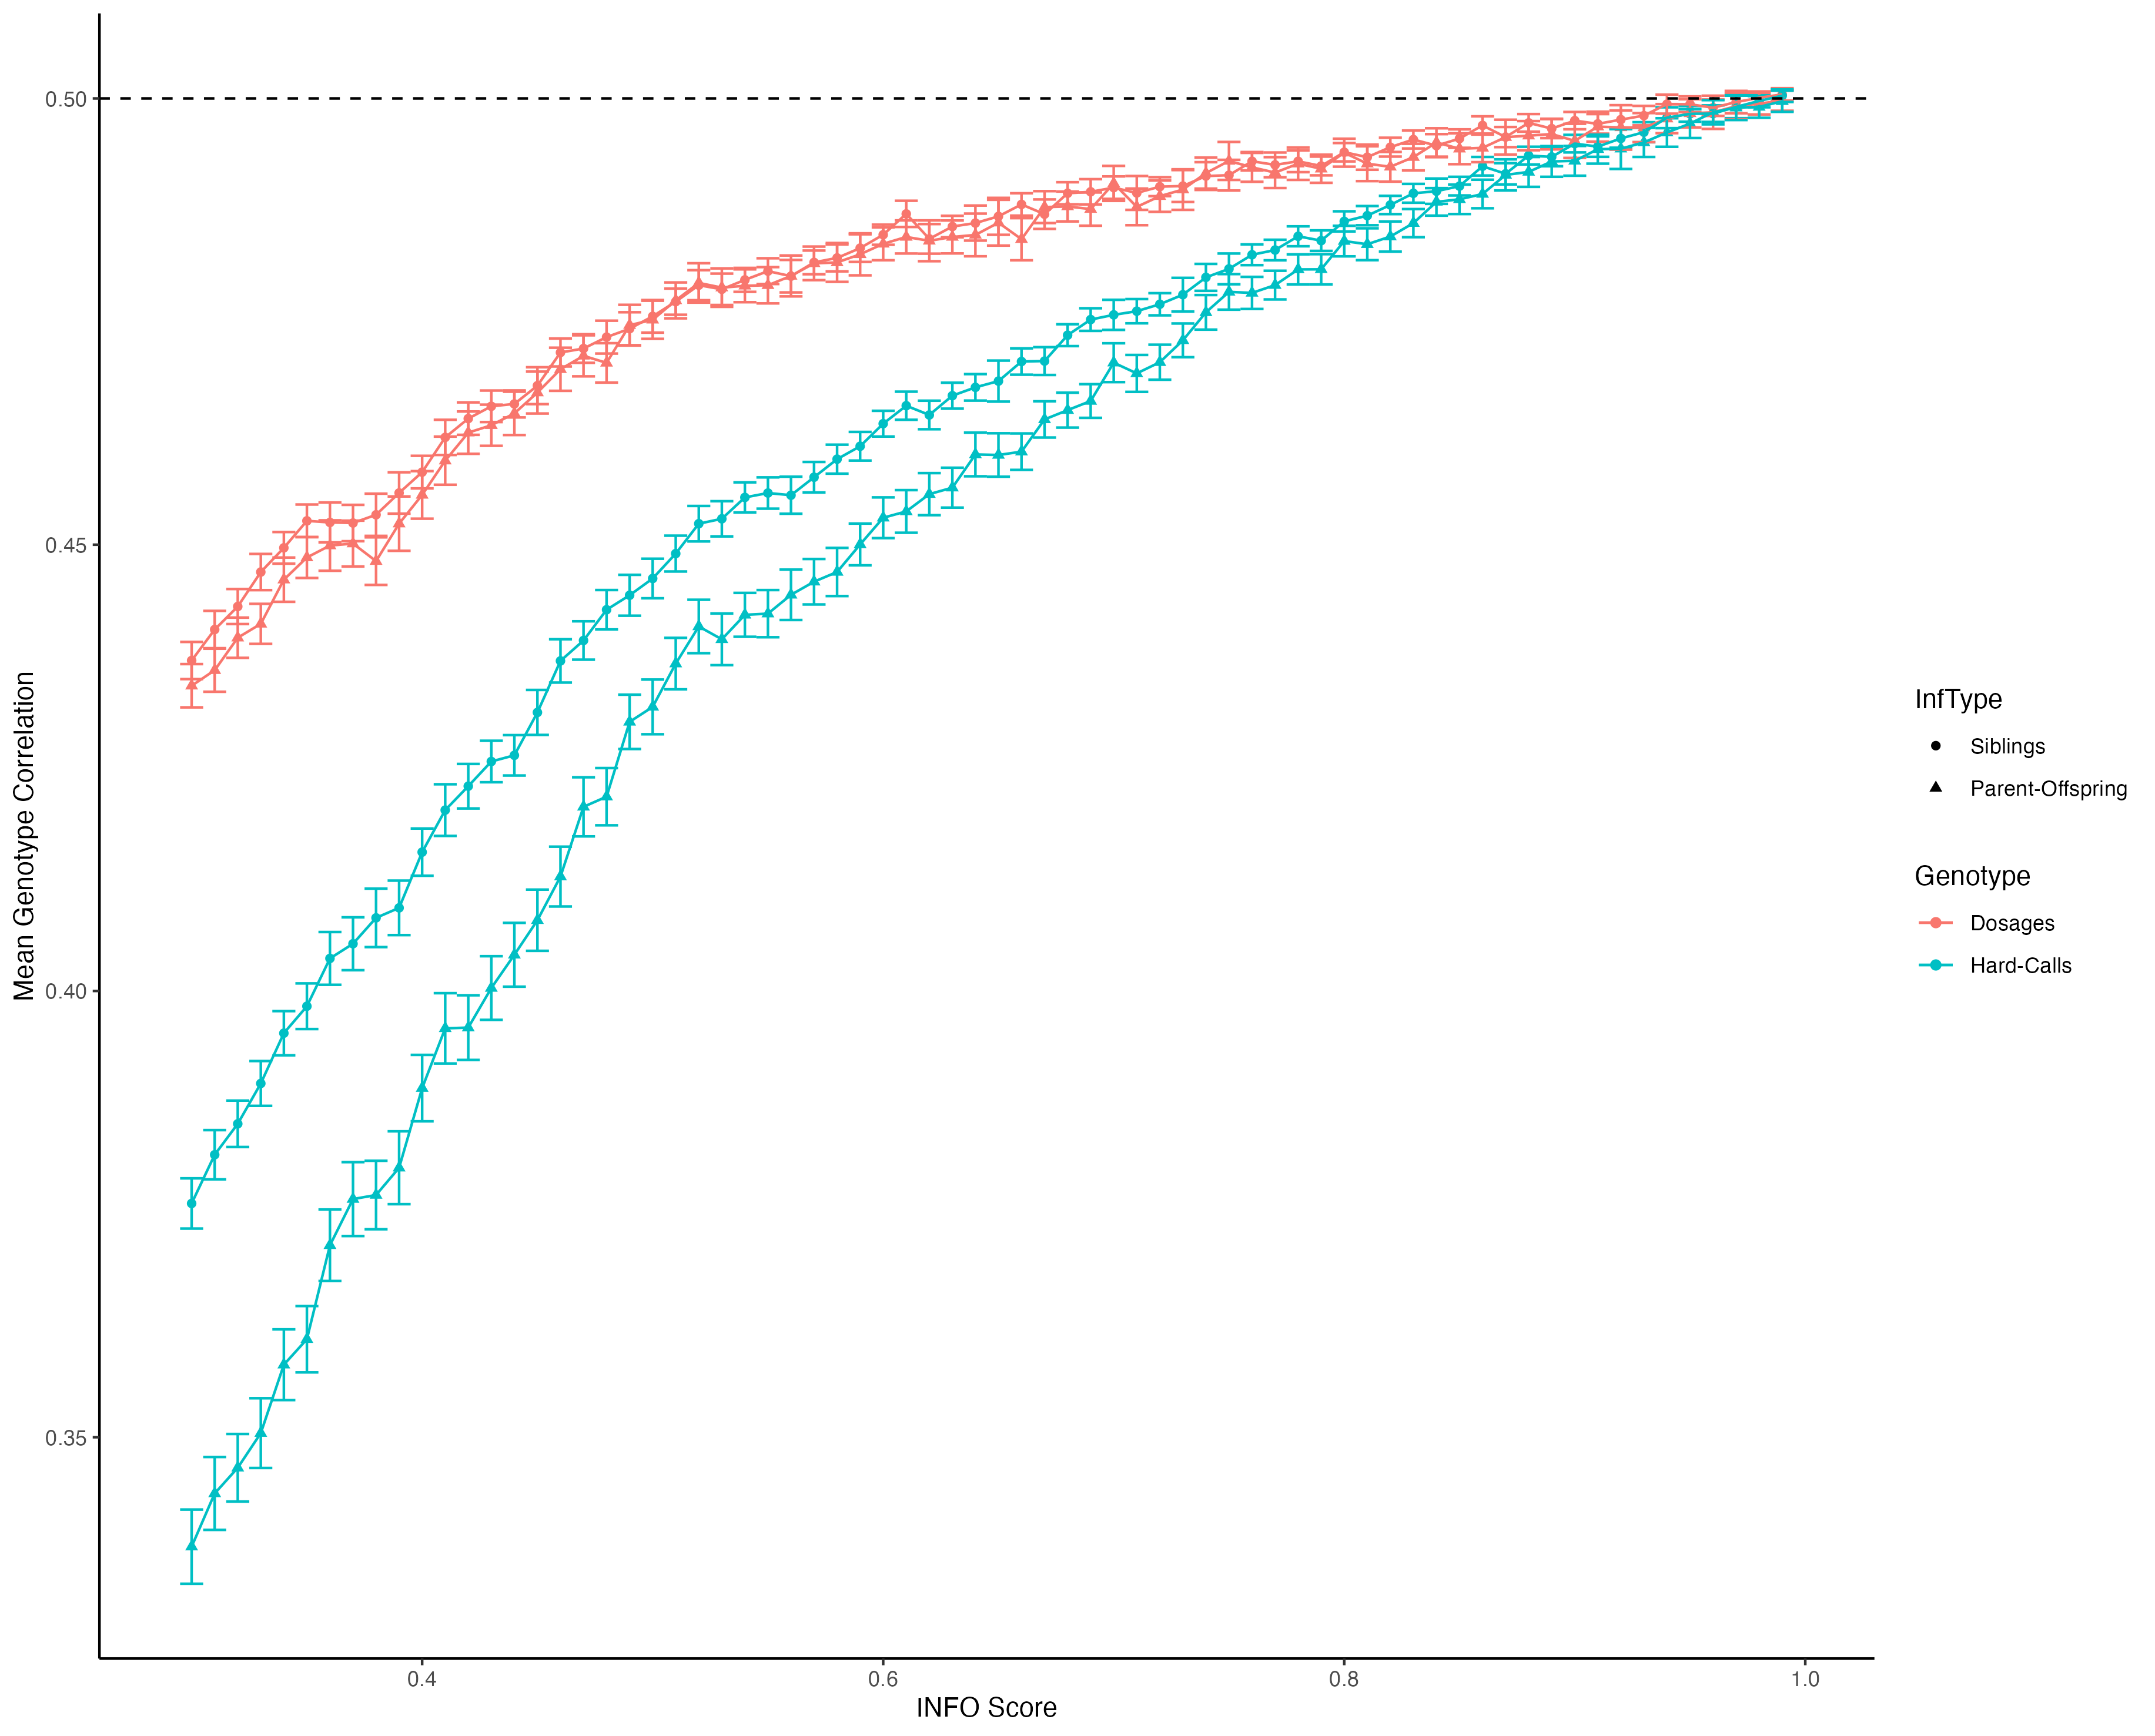 Mean Genotype Correlation
0.50
0.45
0.40
0.35
0.4
0.6
0.8
1.0
INFO Score
InfType
Siblings
Parent-Offspring
Genotype
Dosages
Hard-Calls